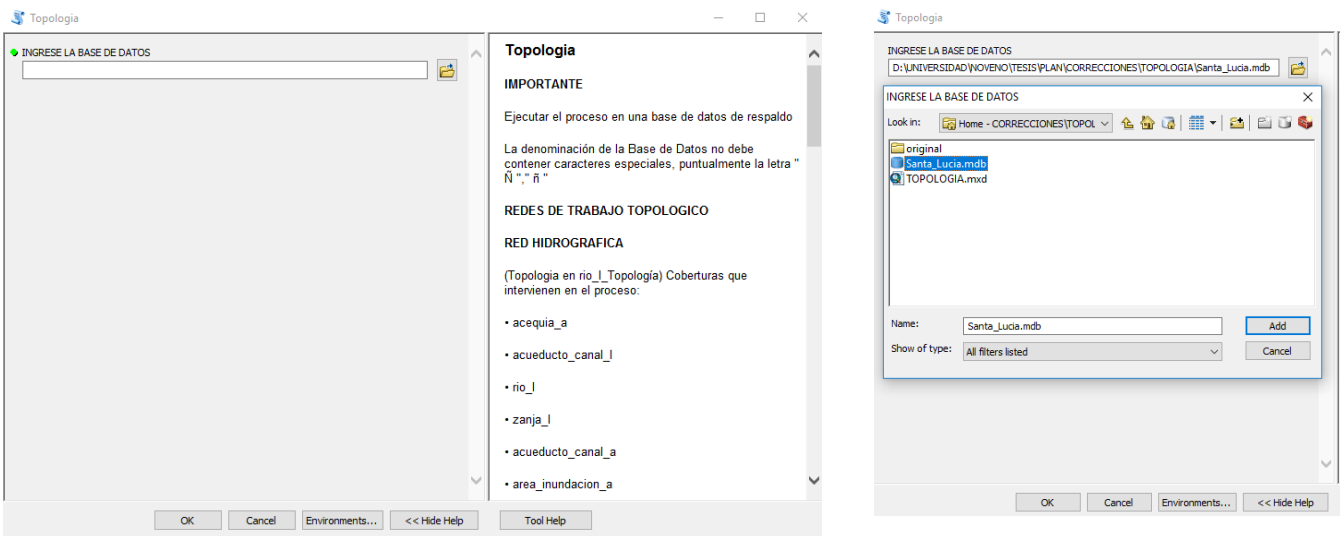 Topologia
INGRESE LA BASE DE DATOS
Topologia
IMPORTANTE
Ejecutar el proceso en una base de datos de respaldo
La denominación de la Base de Datos no debe
contener caracteres especiales, puntualmente la letra "
Ñ "," ñ "
REDES DE TRABAJO TOPOLOGICO
RED HIDROGRAFICA
(Topologia en rio_l_Topología) Coberturas que
intervienen en el proceso:
• acequia_a
• acueducto_canal_l
• rio_l
• zanja_l
• acueducto_canal_a
• area_inundacion_a
OK
Cancel
Environments...
<< Hide Help
Tool Help
Topologia
INGRESE LA BASE DE DATOS
D:\UNIVERSIDAD\NOVENO\TESIS\PLAN\CORRECCIONES\TOPOLOGIA\Santa_Lucia.mdb
INGRESE LA BASE DE DATOS
Look in:
Home - CORRECCIONES\TOPOL
original
Santa_Lucia.mdb
TOPOLOGIA.mxd
Name:
Santa_Lucia.mdb
Add
Show of type:
All filters listed
Cancel
OK
Cancel
Environments...
<< Hide Help